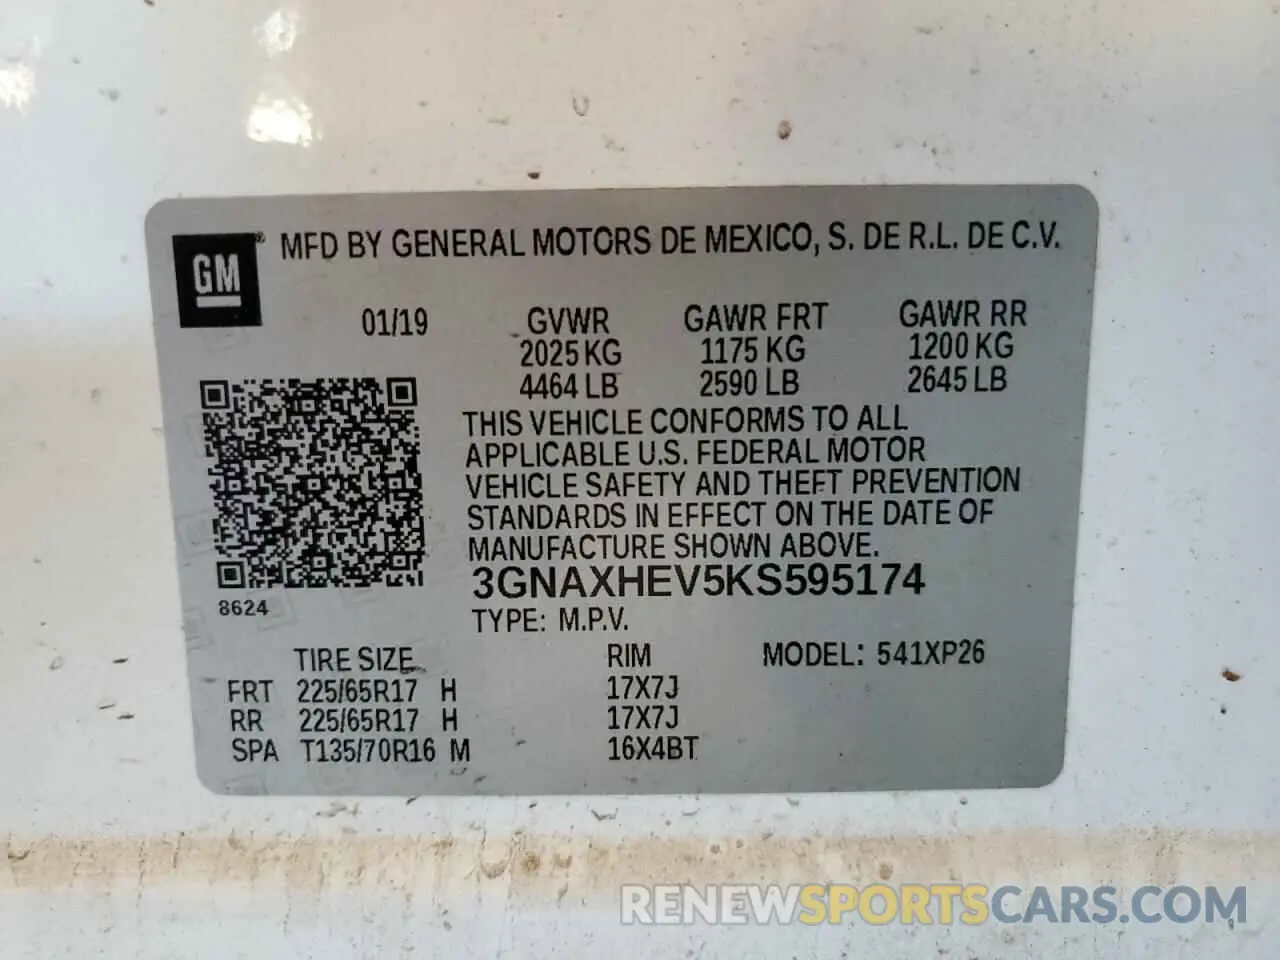 GM® MFD BY GENERAL MOTORS DE MEXICO, S. DE R.L. DE C.V.
01/19 GVWR GAWR FRT GAWR RR
2025 KG 1175 KG 1200 KG
4464 LB 2590 LB 2645 LB
THIS VEHICLE CONFORMS TO ALL
APPLICABLE U.S. FEDERAL MOTOR
VEHICLE SAFETY AND THEFT PREVENTION
STANDARDS IN EFFECT ON THE DATE OF
MANUFACTURE SHOWN ABOVE.
3GNAXHEV5KS595174
8624
TYPE: M.P.V.
TIRE SIZE RIM MODEL: 541XP26
FRT 225/65R17 H 17X7J
RR 225/65R17 H 17X7J
SPA T135/70R16 M 16X4BT
RENEWSPORTSCARS.COM